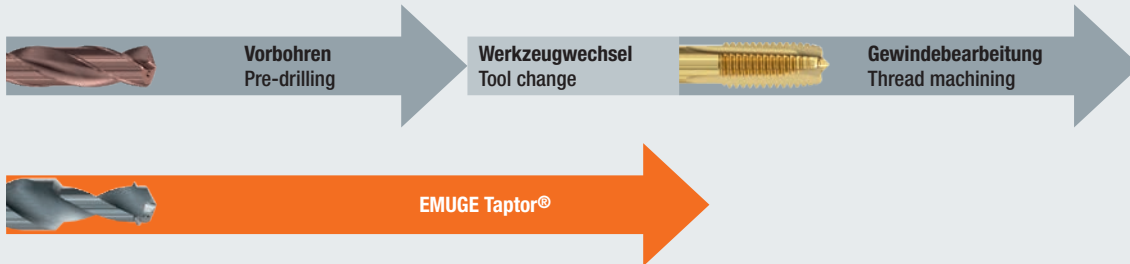 Vorbohren
Pre-drilling
Werkzeugwechsel
Tool change
Gewindebearbeitung
Thread machining
EMUGE Taptor®